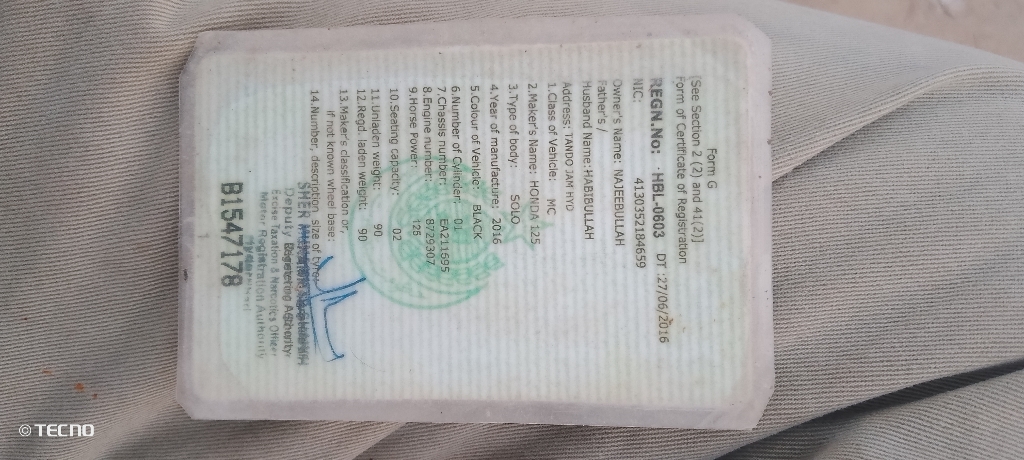 Form G
[See Section 2 (2) and 41(2)]
Form of Certificate of Registration
REGN.No: HBL-0603 DT :27/06/2016
NIC: 4130352184659
Owner's Name: NAJEEBULLAH
Father's /
Husband Name: HABIBULLAH
Address: TANDO JAM HYD
1.Class of Vehicle: MC
2.Maker's Name: HONDA 125
3.Type of body: SOLO
4.Year of manufacture: 2016
5.Colour of Vehicle: BLACK
6.Number of Cylinder: 01
7.Chassis number: EA211695
8.Engine number: 8729307
9.Horse Power: 125
10.Seating capacity: 02
11.Unladen weight: 90
12.Regd. laden weight: 90
13.Maker's classification or,
if not known wheel base:
14.Number, description size of tyres
SHER
Deputy
Excise Taxation & Narcotics Officer
Motor Registration Authority
Hyderabad
B1547178
TECNO